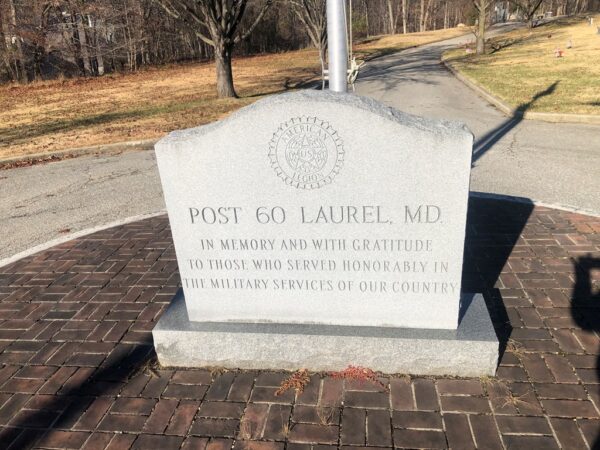 AMERICAN
U.S
LEGION
POST 60 LAUREL, MD.
IN MEMORY AND WITH GRATITUDE
TO THOSE WHO SERVED HONORABLY IN
THE MILITARY SERVICES OF OUR COUNTRY